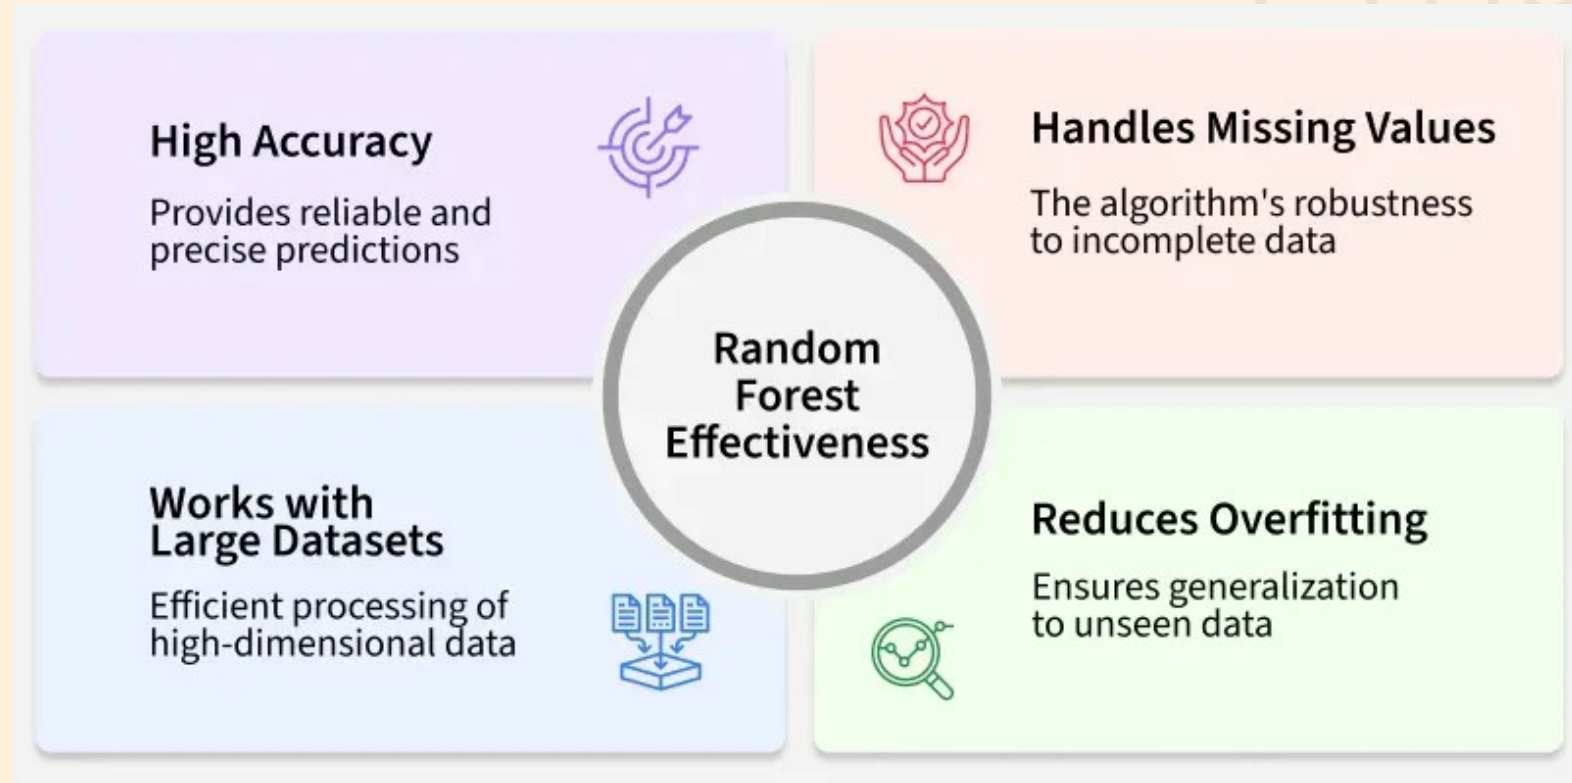 High Accuracy
Provides reliable and
precise predictions
Handles Missing Values
The algorithm's robustness
to incomplete data
Random
Forest
Effectiveness
Works with
Large Datasets
Efficient processing of
high-dimensional data
Reduces Overfitting
Ensures generalization
to unseen data